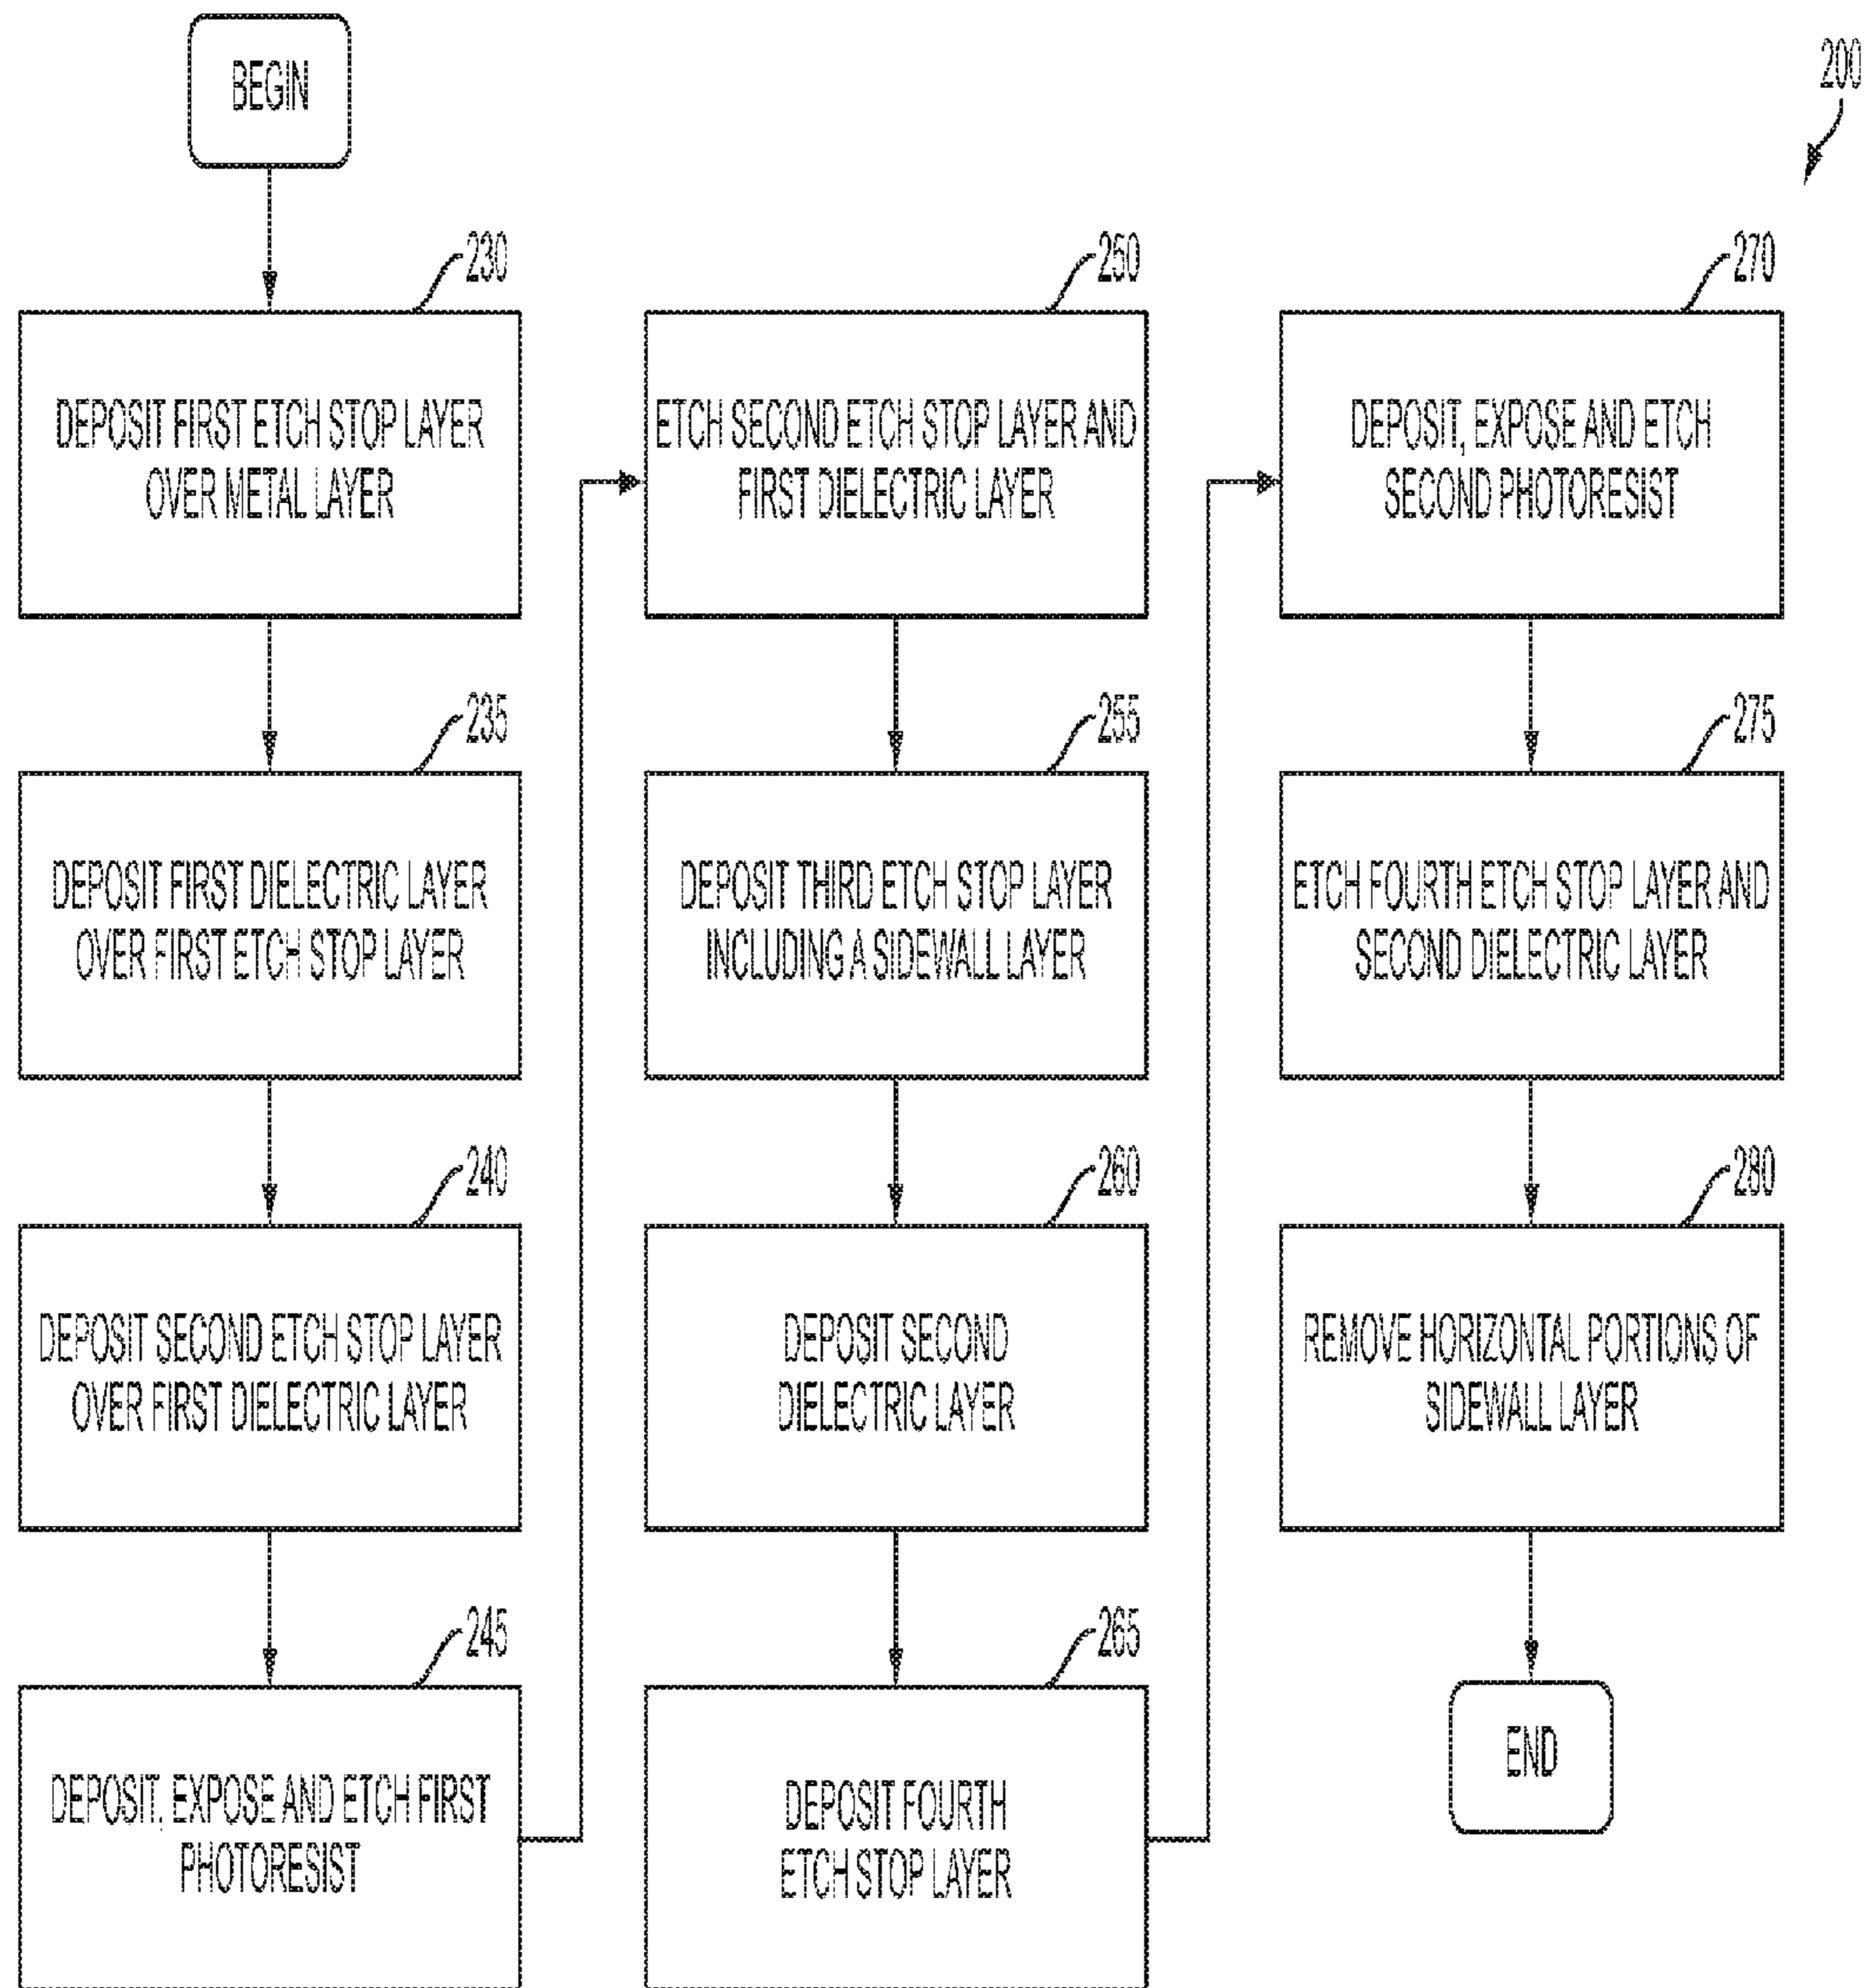 200
BEGIN
230
DEPOSIT FIRST ETCH STOP LAYER
OVER METAL LAYER
235
DEPOSIT FIRST DIELECTRIC LAYER
OVER FIRST ETCH STOP LAYER
240
DEPOSIT SECOND ETCH STOP LAYER
OVER FIRST DIELECTRIC LAYER
245
DEPOSIT, EXPOSE AND ETCH FIRST
PHOTORESIST
250
ETCH SECOND ETCH STOP LAYER AND
FIRST DIELECTRIC LAYER
255
DEPOSIT THIRD ETCH STOP LAYER
INCLUDING A SIDEWALL LAYER
260
DEPOSIT SECOND
DIELECTRIC LAYER
265
DEPOSIT FOURTH
ETCH STOP LAYER
270
DEPOSIT, EXPOSE AND ETCH
SECOND PHOTORESIST
275
ETCH FOURTH ETCH STOP LAYER AND
SECOND DIELECTRIC LAYER
280
REMOVE HORIZONTAL PORTIONS OF
SIDEWALL LAYER
END